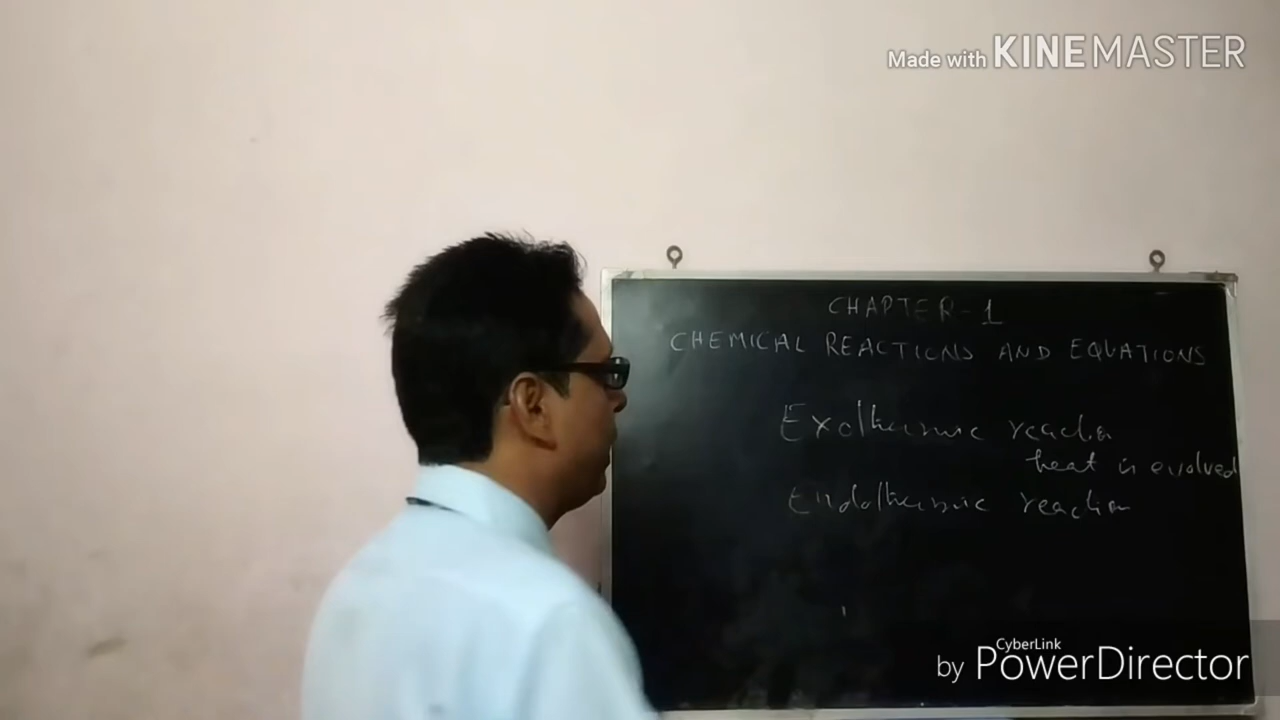 Made with KINEMASTER
CHAPTER-1
CHEMICAL REACTIONS AND EQUATIONS
Exothermic reaction
heat is evolved
Endothermic reaction
CyberLink
by PowerDirector